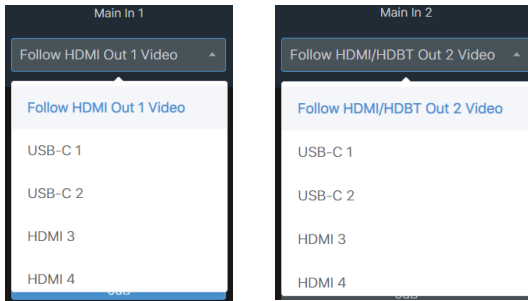 Main In 1
Follow HDMI Out 1 Video
Follow HDMI Out 1 Video
USB-C 1
USB-C 2
HDMI 3
HDMI 4
Main In 2
Follow HDMI/HDBT Out 2 Video
Follow HDMI/HDBT Out 2 Video
USB-C 1
USB-C 2
HDMI 3
HDMI 4